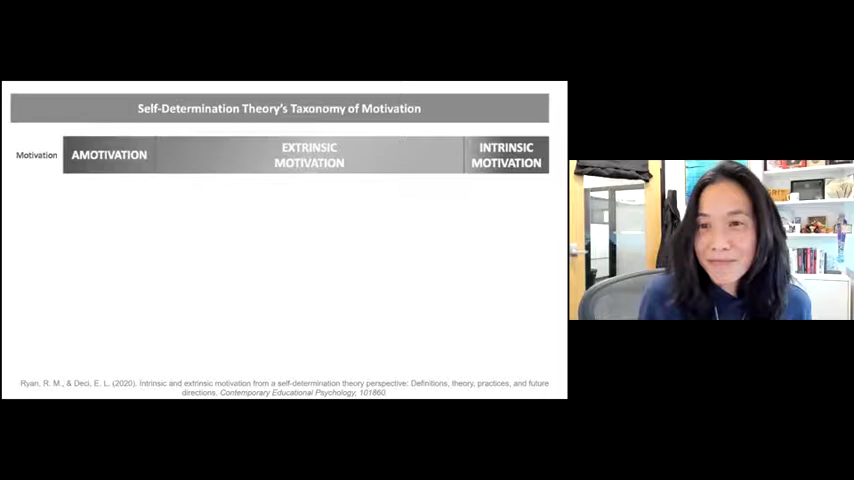 Self-Determination Theory's Taxonomy of Motivation
Motivation
AMOTIVATION
EXTRINSIC
MOTIVATION
INTRINSIC
MOTIVATION
Ryan, R. M., & Deci, E. L. (2020). Intrinsic and extrinsic motivation from a self-determination theory perspective: Definitions, theory, practices, and future
directions. Contemporary Educational Psychology, 101860